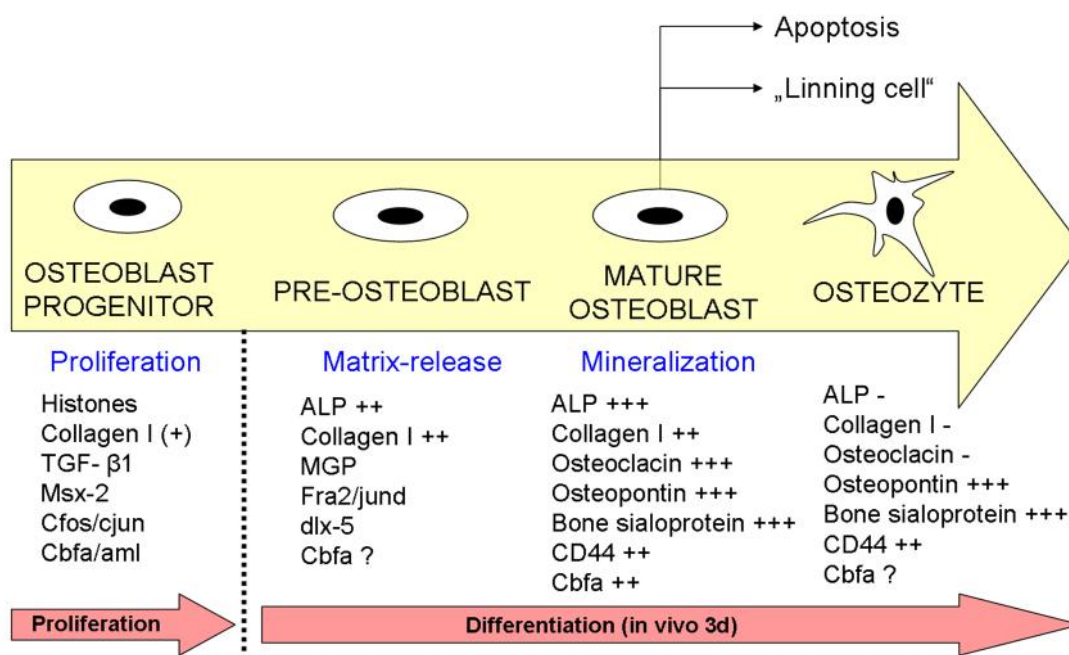 Apoptosis
„Linning cell“
OSTEOBLAST
PROGENITOR
PRE-OSTEOBLAST
MATURE
OSTEOBLAST
OSTEOZYTE
Proliferation
Histones
Collagen I (+)
TGF- β1
Msx-2
Cfos/cjun
Cbfa/aml
Matrix-release
ALP ++
Collagen I ++
MGP
Fra2/jund
dlx-5
Cbfa ?
Mineralization
ALP +++
Collagen I ++
Osteoclacin +++
Osteopontin +++
Bone sialoprotein +++
CD44 ++
Cbfa ++
ALP -
Collagen I -
Osteoclacin -
Osteopontin +++
Bone sialoprotein +++
CD44 ++
Cbfa ?
Proliferation
Differentiation (in vivo 3d)